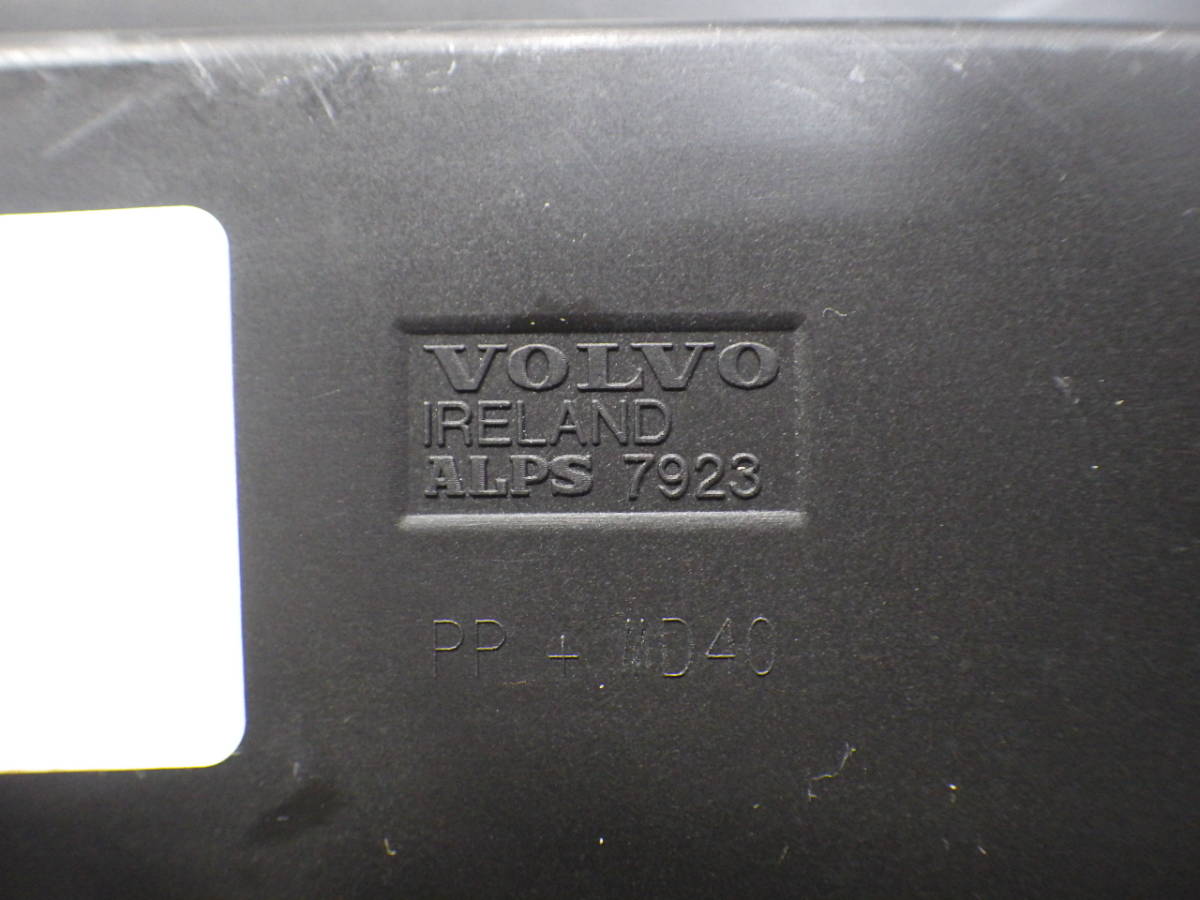 VOLVO
IRELAND
ALPS 7923
PP + MD40